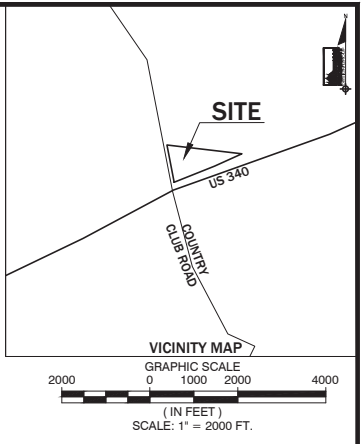 N
SITE
US 340
COUNTRY
CLUB ROAD
VICINITY MAP
GRAPHIC SCALE
2000 0 1000 2000 4000
( IN FEET )
SCALE: 1" = 2000 FT.